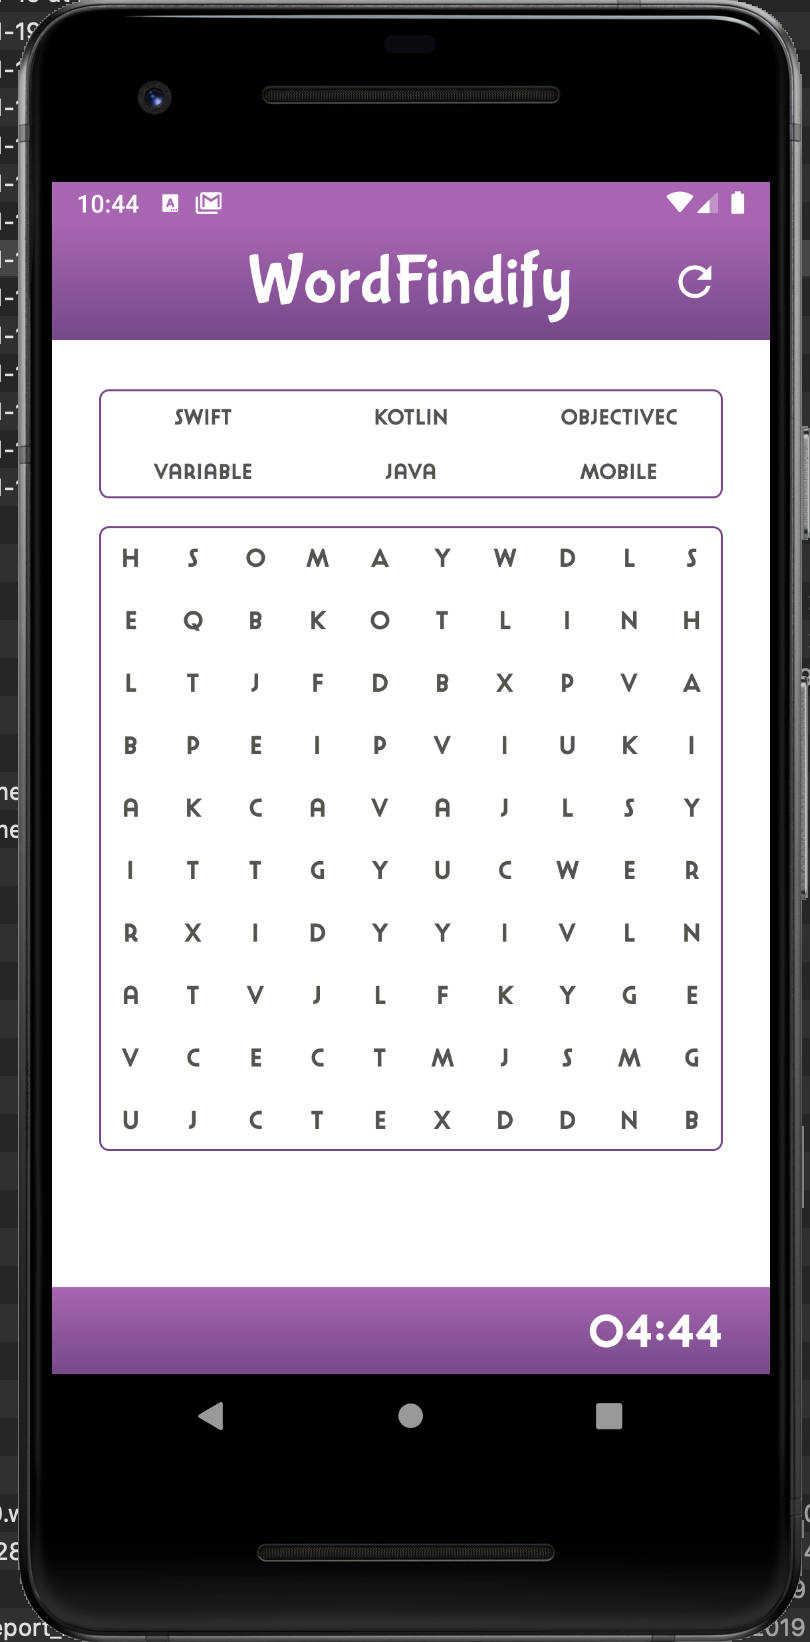 10:44
WordFindify
SWIFT KOTLIN OBJECTIVEC
VARIABLE JAVA MOBILE
H S O M A Y W D L S
E Q B K O T L I N H
L T J F D B X P V A
B P E I P V I U K I
A K C A V A J L S Y
I T T G Y U C W E R
R X I D Y Y I V L N
A T V J L F K Y G E
V C E C T M J S M G
U J C T E X D D N B
04:44